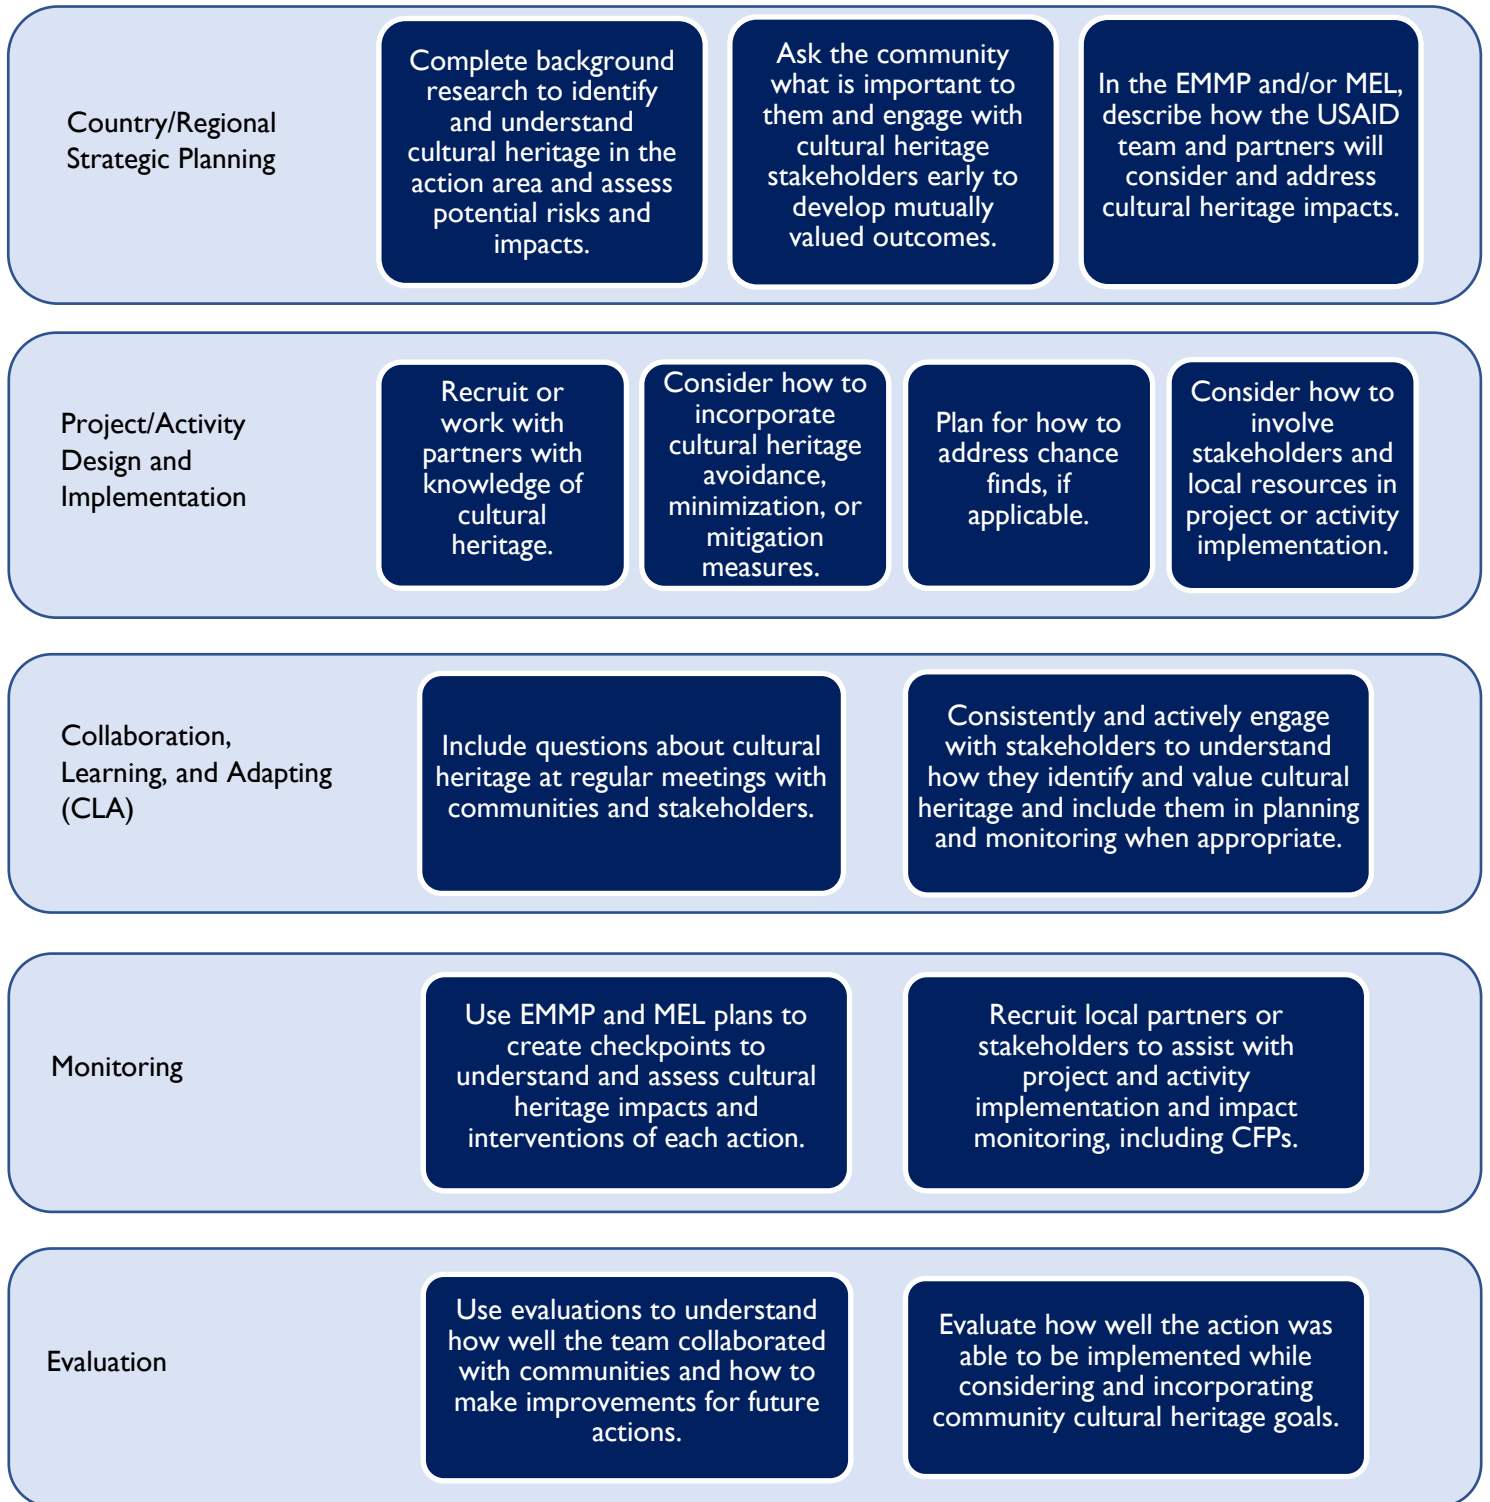 Country/Regional
Strategic Planning
Complete background
research to identify
and understand
cultural heritage in the
action area and assess
potential risks and
impacts.
Ask the community
what is important to
them and engage with
cultural heritage
stakeholders early to
develop mutually
valued outcomes.
In the EMMP and/or MEL,
describe how the USAID
team and partners will
consider and address
cultural heritage impacts.
Project/Activity
Design and
Implementation
Recruit or
work with
partners with
knowledge of
cultural
heritage.
Consider how to
incorporate
cultural heritage
avoidance,
minimization, or
mitigation
measures.
Plan for how to
address chance
finds, if
applicable.
Consider how to
involve
stakeholders and
local resources in
project or activity
implementation.
Collaboration,
Learning, and Adapting
(CLA)
Include questions about cultural
heritage at regular meetings with
communities and stakeholders.
Consistently and actively engage
with stakeholders to understand
how they identify and value cultural
heritage and include them in planning
and monitoring when appropriate.
Monitoring
Use EMMP and MEL plans to
create checkpoints to
understand and assess cultural
heritage impacts and
interventions of each action.
Recruit local partners or
stakeholders to assist with
project and activity
implementation and impact
monitoring, including CFPs.
Evaluation
Use evaluations to understand
how well the team collaborated
with communities and how to
make improvements for future
actions.
Evaluate how well the action was
able to be implemented while
considering and incorporating
community cultural heritage goals.